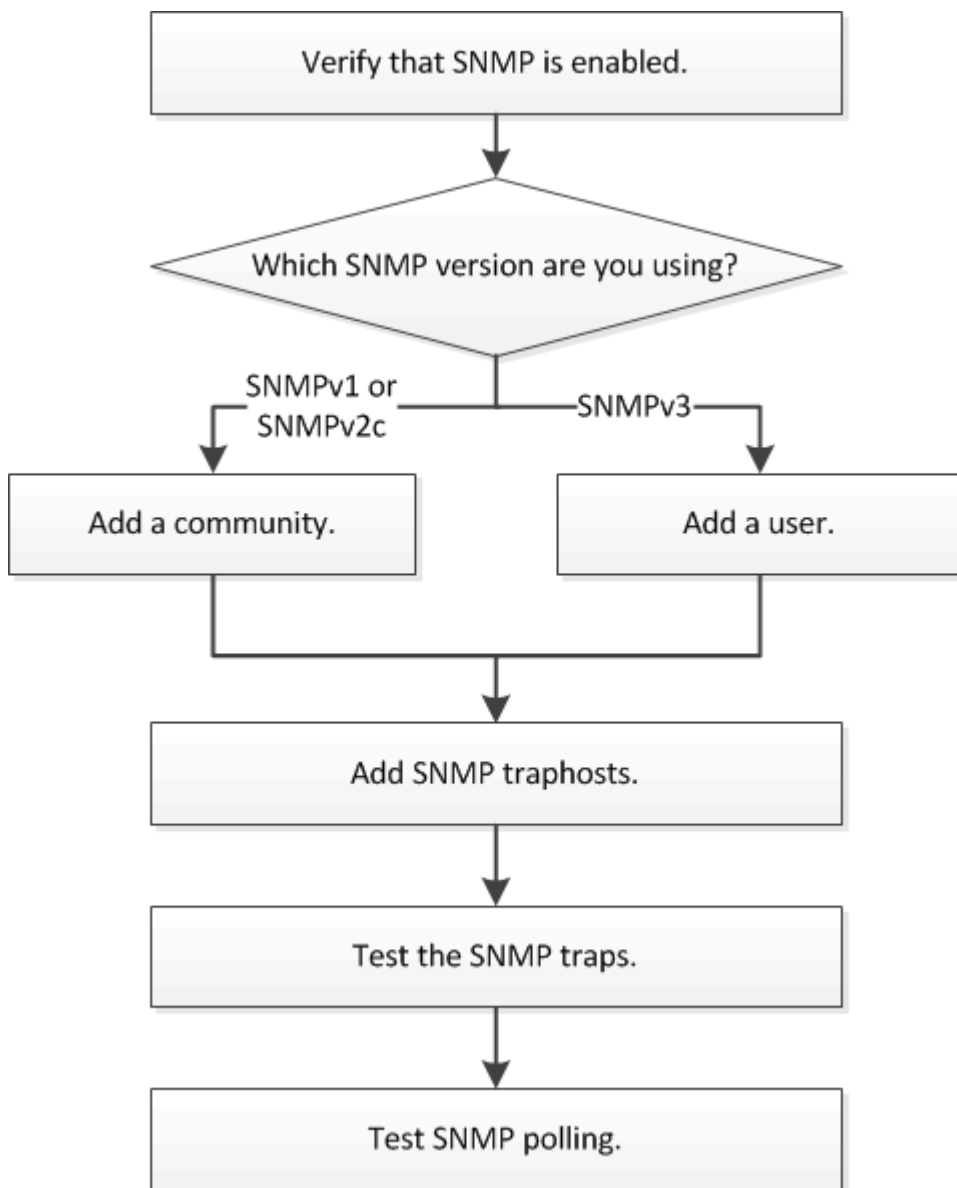 Verify that SNMP is enabled.
Which SNMP version are you using?
SNMPv1 or
SNMPv2c
SNMPv3
Add a community.
Add a user.
Add SNMP traphosts.
Test the SNMP traps.
Test SNMP polling.